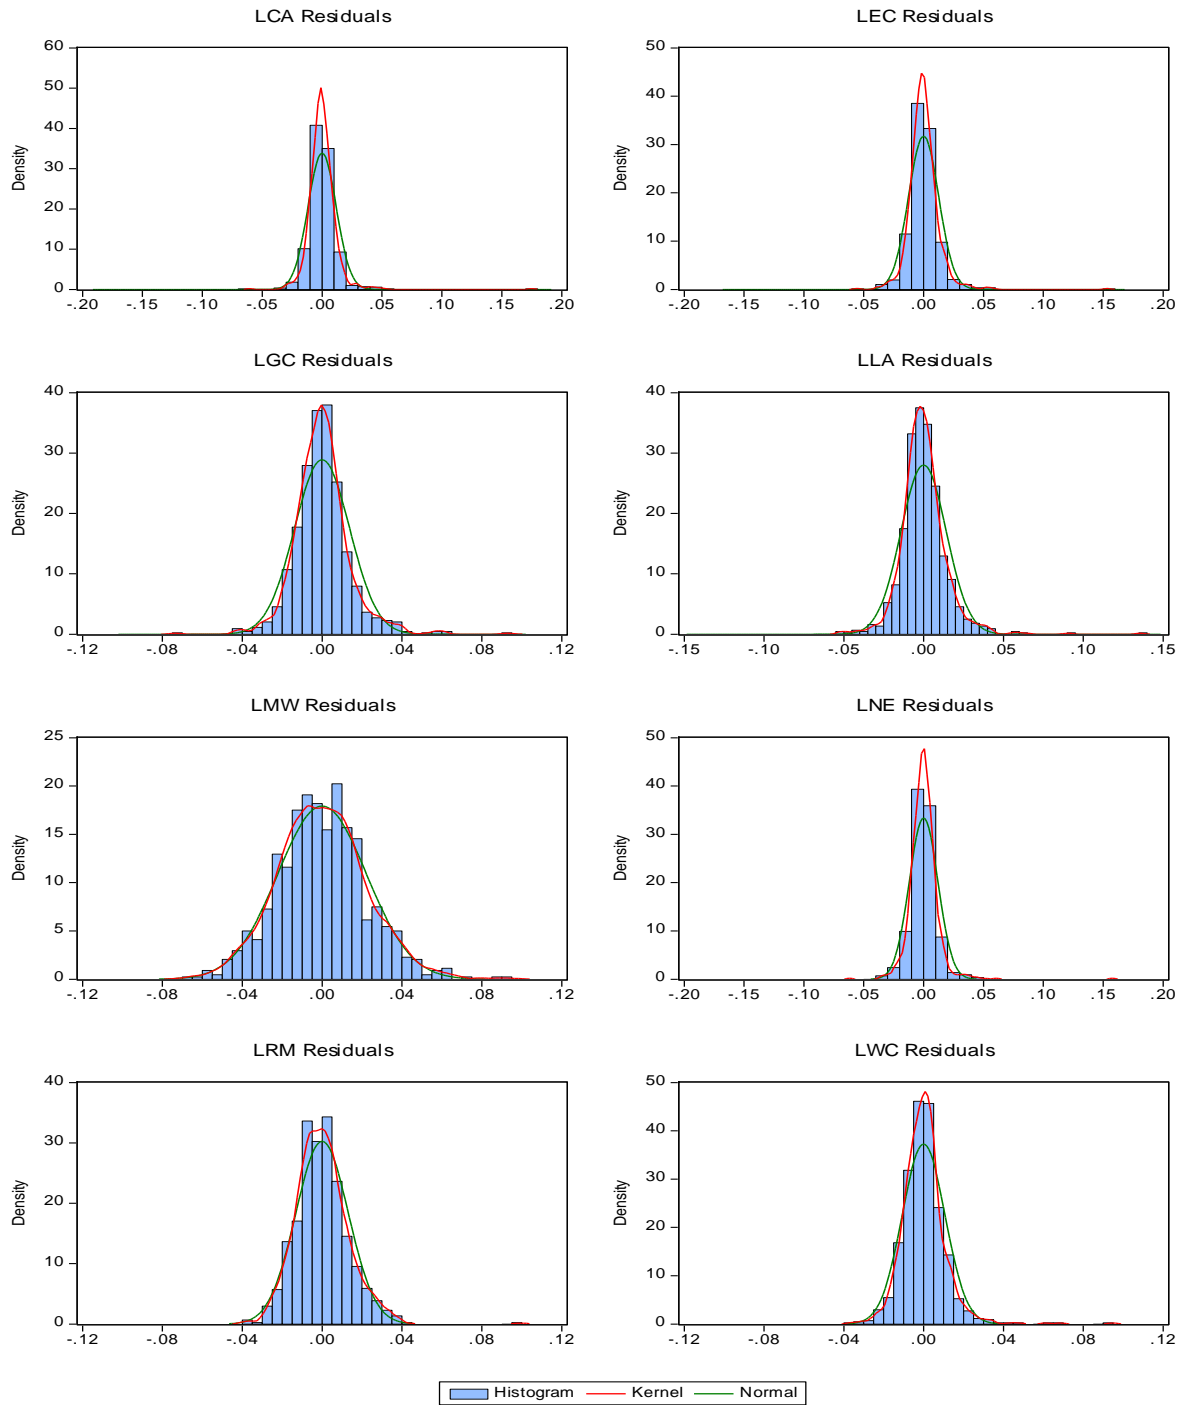 LCA Residuals
LEC Residuals
60
50
40
30
20
10
0
Density
-.20 -.15 -.10 -.05 .00 .05 .10 .15 .20
50
40
30
20
10
0
Density
-.20 -.15 -.10 -.05 .00 .05 .10 .15 .20
LGC Residuals
LLA Residuals
40
30
20
10
0
Density
-.12 -.08 -.04 .00 .04 .08 .12
40
30
20
10
0
Density
-.15 -.10 -.05 .00 .05 .10 .15
LMW Residuals
LNE Residuals
25
20
15
10
5
0
Density
-.12 -.08 -.04 .00 .04 .08 .12
50
40
30
20
10
0
Density
-.20 -.15 -.10 -.05 .00 .05 .10 .15 .20
LRM Residuals
LWC Residuals
40
30
20
10
0
Density
-.12 -.08 -.04 .00 .04 .08 .12
50
40
30
20
10
0
Density
-.12 -.08 -.04 .00 .04 .08 .12
Histogram Kernel Normal